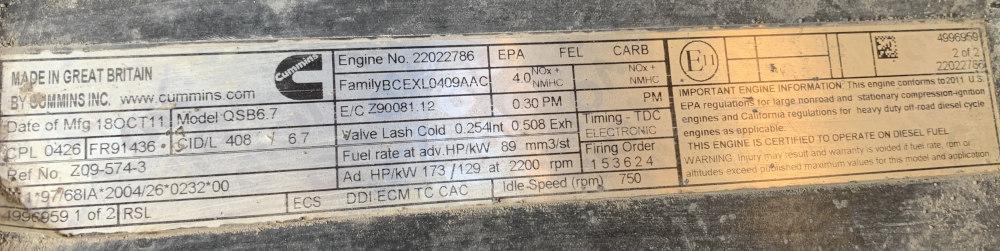 MADE IN GREAT BRITAIN
BY CUMMINS INC. www.cummins.com
Cummins
Date of Mfg 18OCT11 Model QSB6.7
CPL 0426 FR91436 CID/L 408 / 6.7
Ref No. Z09-574-3
1*97/68IA*2004/26*0232*00
4996959 1 of 2 RSL
ECS DDI ECM TC CAC
Engine No. 22022786
Family BCEXL0409AAC
E/C Z90081.12
Valve Lash Cold 0.254Int 0.508 Exh
Fuel rate at adv.HP/kW 89 mm3/st
Ad. HP/kW 173 /129 at 2200 rpm
Idle Speed (rpm) 750
EPA FEL CARB
4.0 NOx + NMHC NOx + NMHC
0.30 PM PM
Timing - TDC
ELECTRONIC
Firing Order
153624
E11
4996959
2 of 2
22022786
IMPORTANT ENGINE INFORMATION: This engine conforms to 2011 U.S.
EPA regulations for large nonroad and stationary compression-ignition
engines and California regulations for heavy duty off-road diesel cycle
engines as applicable.
THIS ENGINE IS CERTIFIED TO OPERATE ON DIESEL FUEL
WARNING: Injury may result and warranty is voided if fuel rate, rpm or
altitudes exceed published maximum values for this model and application.